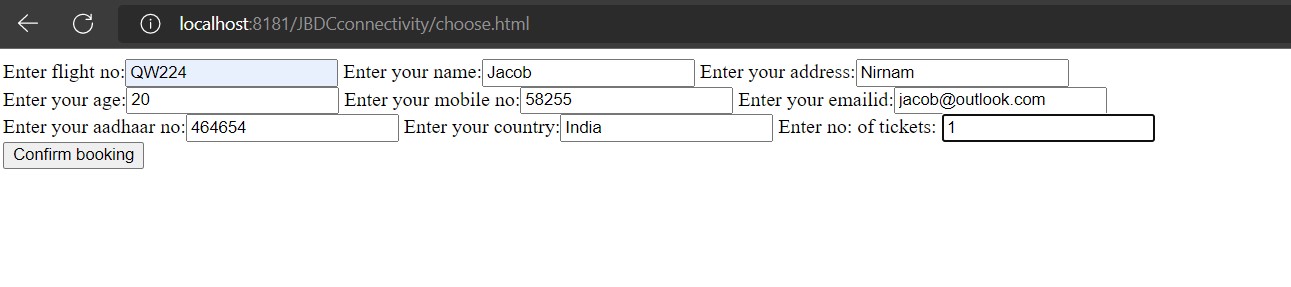 localhost:8181/JBDCconnectivity/choose.html
Enter flight no: QW224 Enter your name: Jacob Enter your address: Nirnam
Enter your age: 20 Enter your mobile no: 58255 Enter your emailid: jacob@outlook.com
Enter your aadhaar no: 464654 Enter your country: India Enter no: of tickets: 1
Confirm booking